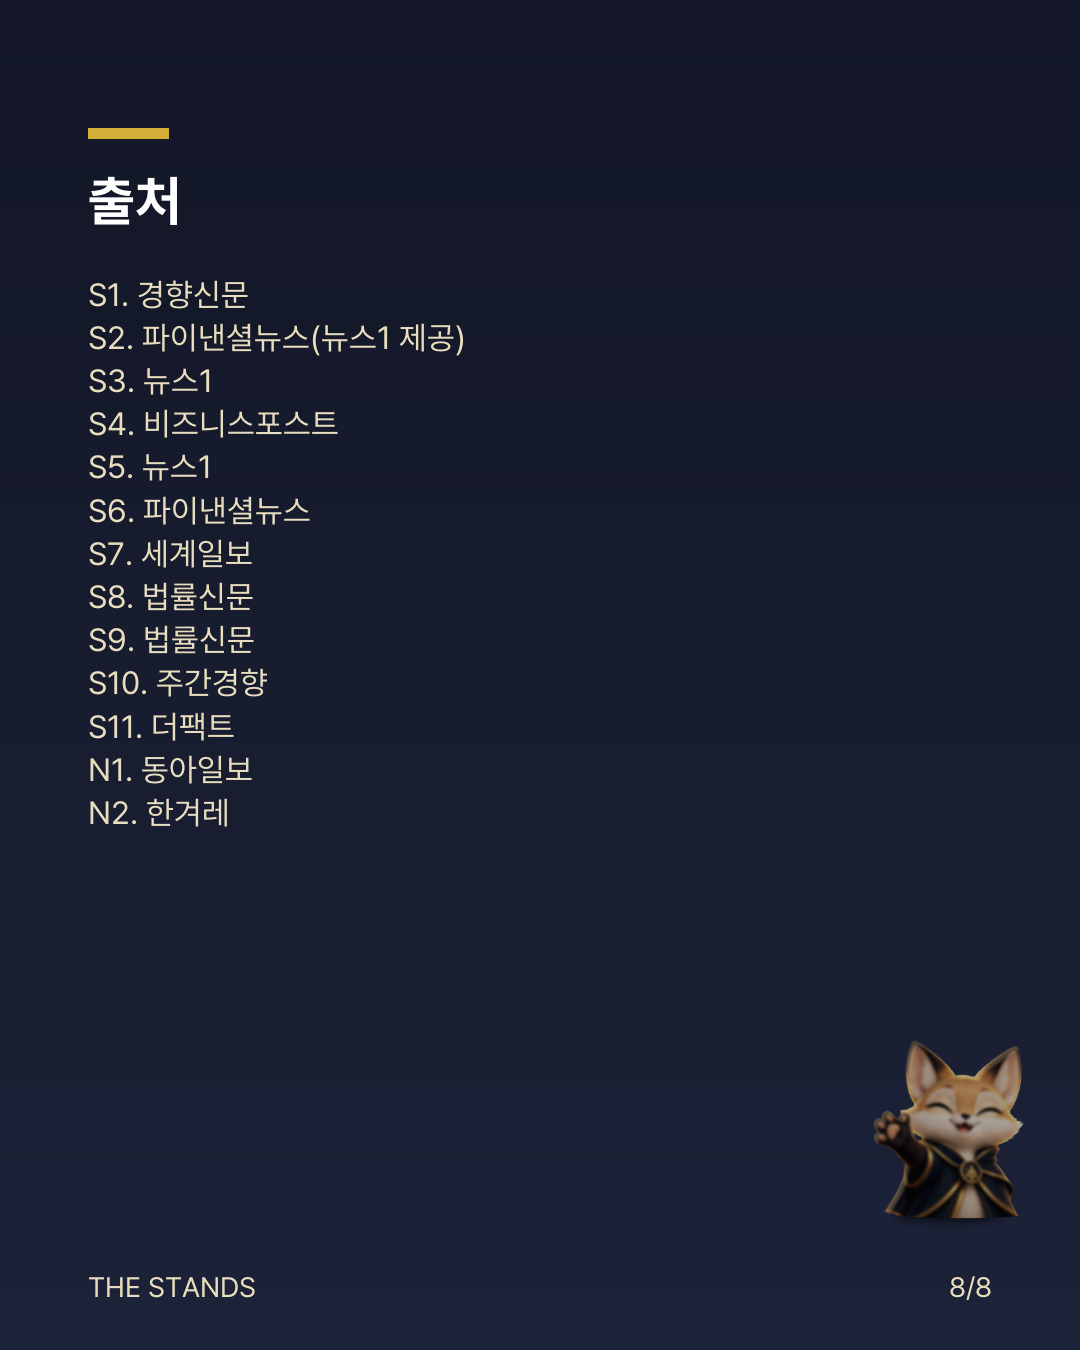 출처
S1. 경향신문
S2. 파이낸셜뉴스(뉴스1 제공)
S3. 뉴스1
S4. 비즈니스포스트
S5. 뉴스1
S6. 파이낸셜뉴스
S7. 세계일보
S8. 법률신문
S9. 법률신문
S10. 주간경향
S11. 더팩트
N1. 동아일보
N2. 한겨레
THE STANDS
8/8